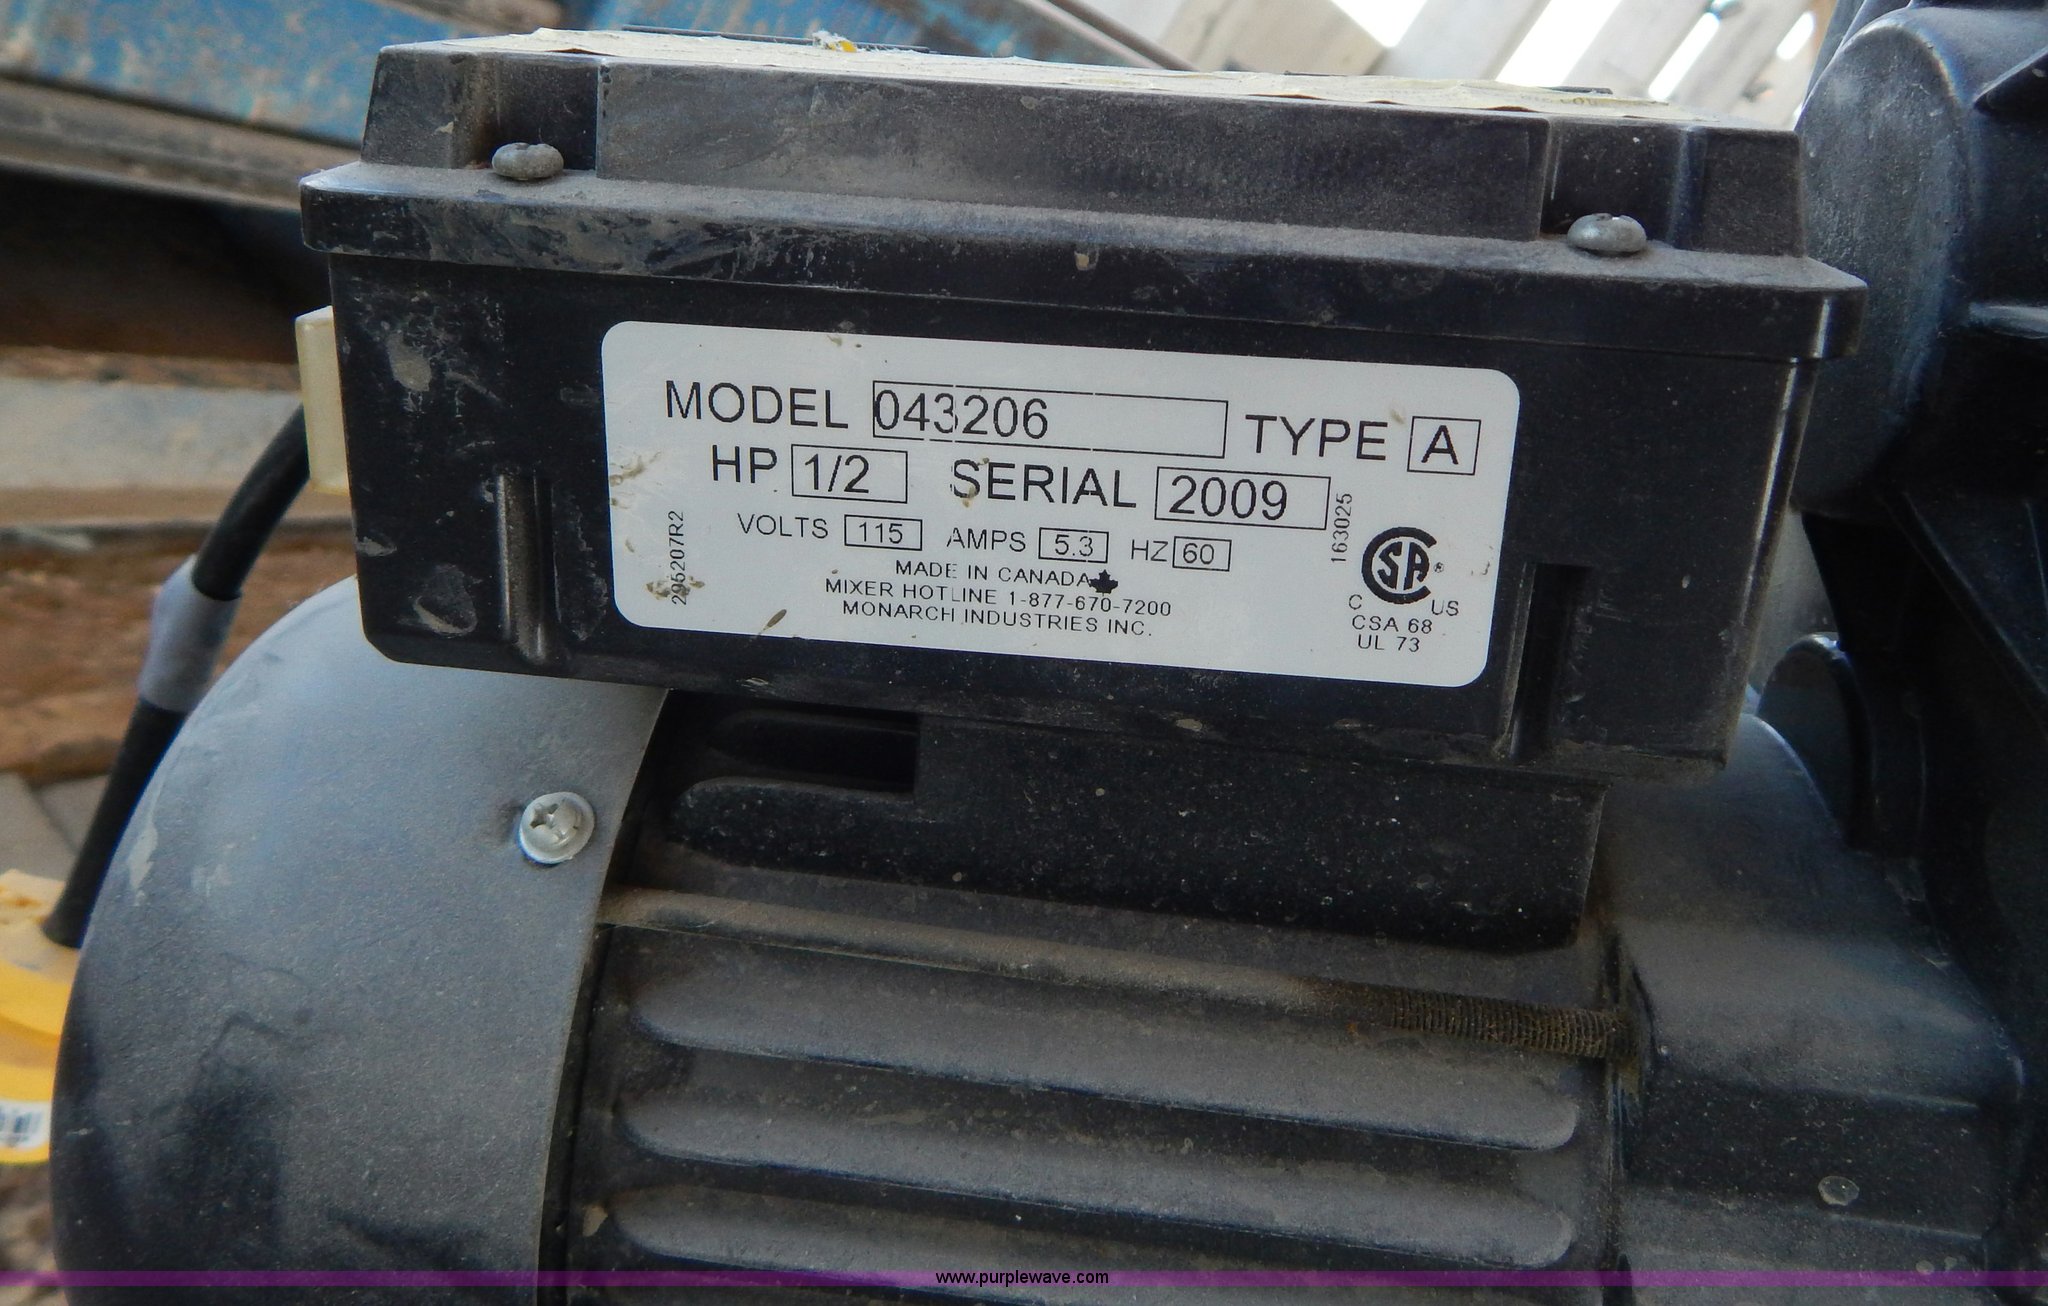 MODEL 043206 TYPE A
HP 1/2 SERIAL 2009
VOLTS 115 AMPS 5.3 HZ 60
MADE IN CANADA
MIXER HOTLINE 1-877-670-7200
MONARCH INDUSTRIES INC.
295207R2
163025
CSA®
C US
CSA 68
UL 73
www.purplewave.com